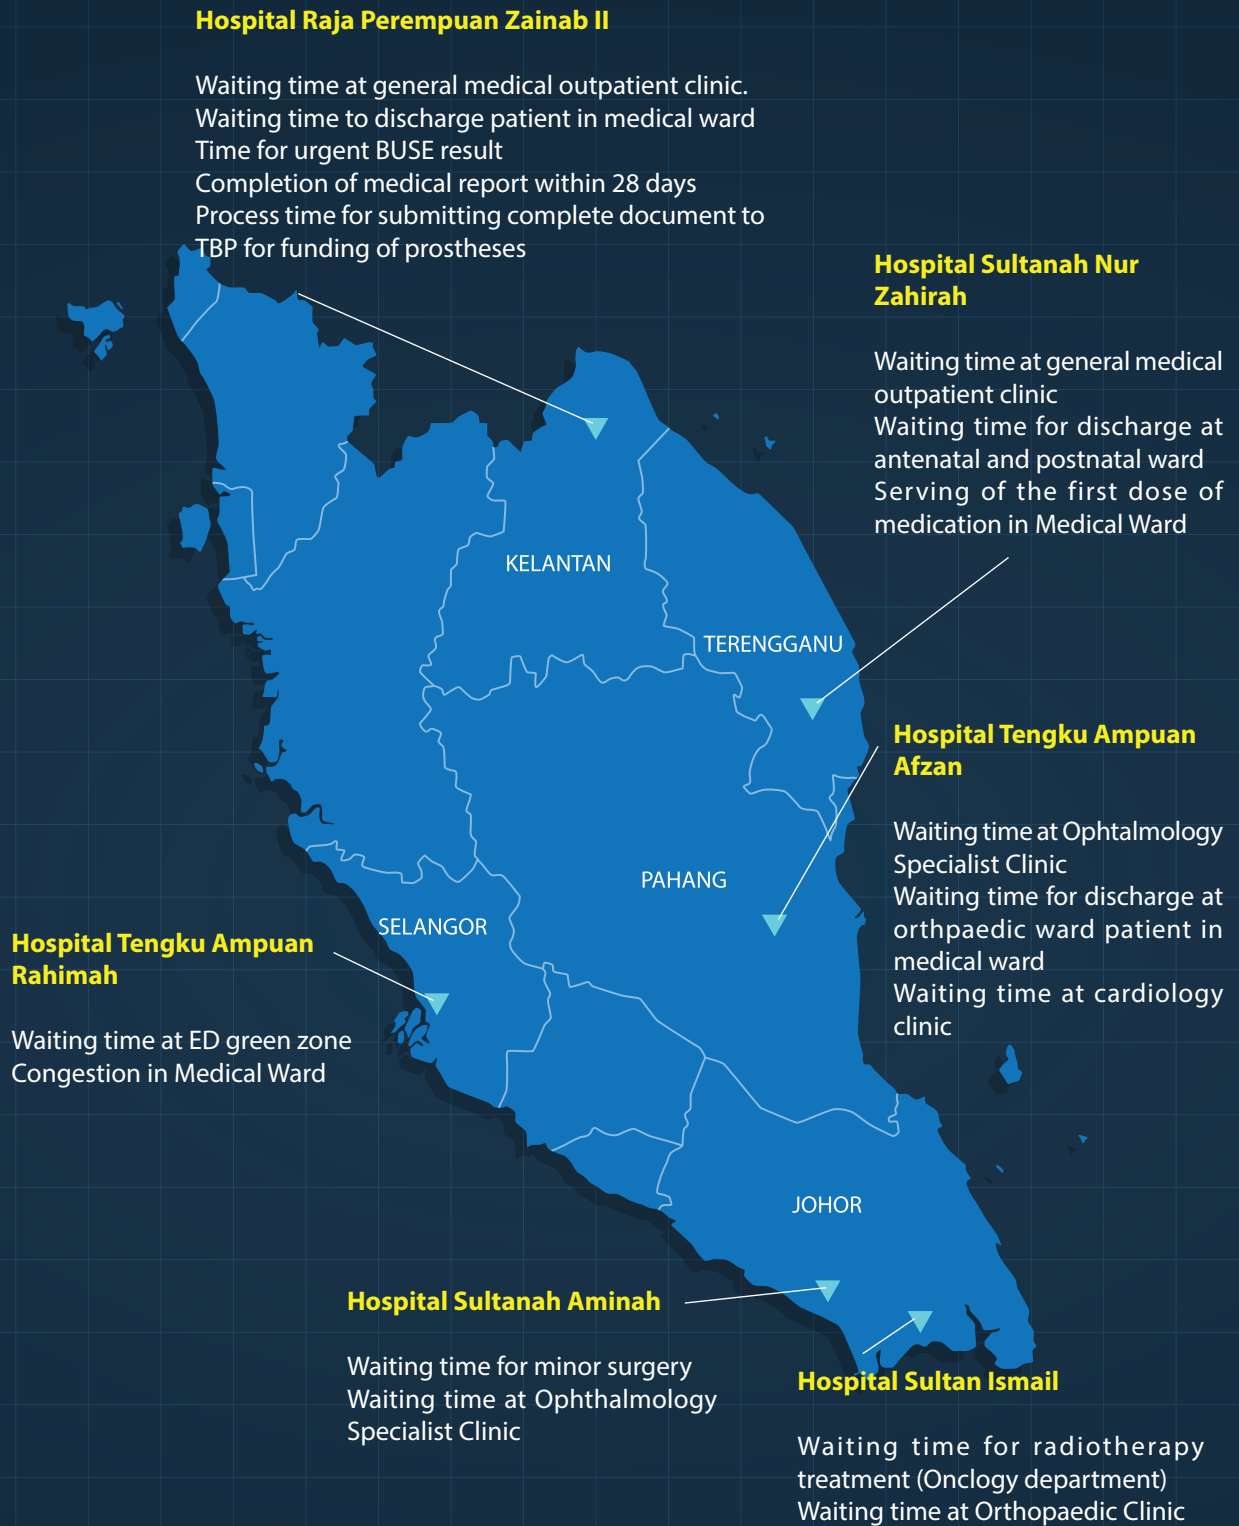 Hospital Raja Perempuan Zainab II
Waiting time at general medical outpatient clinic.
Waiting time to discharge patient in medical ward
Time for urgent BUSE result
Completion of medical report within 28 days
Process time for submitting complete document to
TBP for funding of prostheses
Hospital Sultanah Nur
Zahirah
Waiting time at general medical
outpatient clinic
Waiting time for discharge at
antenatal and postnatal ward
Serving of the first dose of
medication in Medical Ward
KELANTAN
TERENGGANU
Hospital Tengku Ampuan
Afzan
Waiting time at Ophtalmology
Specialist Clinic
Waiting time for discharge at
orthpaedic ward patient in
medical ward
Waiting time at cardiology
clinic
PAHANG
SELANGOR
Hospital Tengku Ampuan
Rahimah
Waiting time at ED green zone
Congestion in Medical Ward
JOHOR
Hospital Sultanah Aminah
Waiting time for minor surgery
Waiting time at Ophthalmology
Specialist Clinic
Hospital Sultan Ismail
Waiting time for radiotherapy
treatment (Onclogy department)
Waiting time at Orthopaedic Clinic